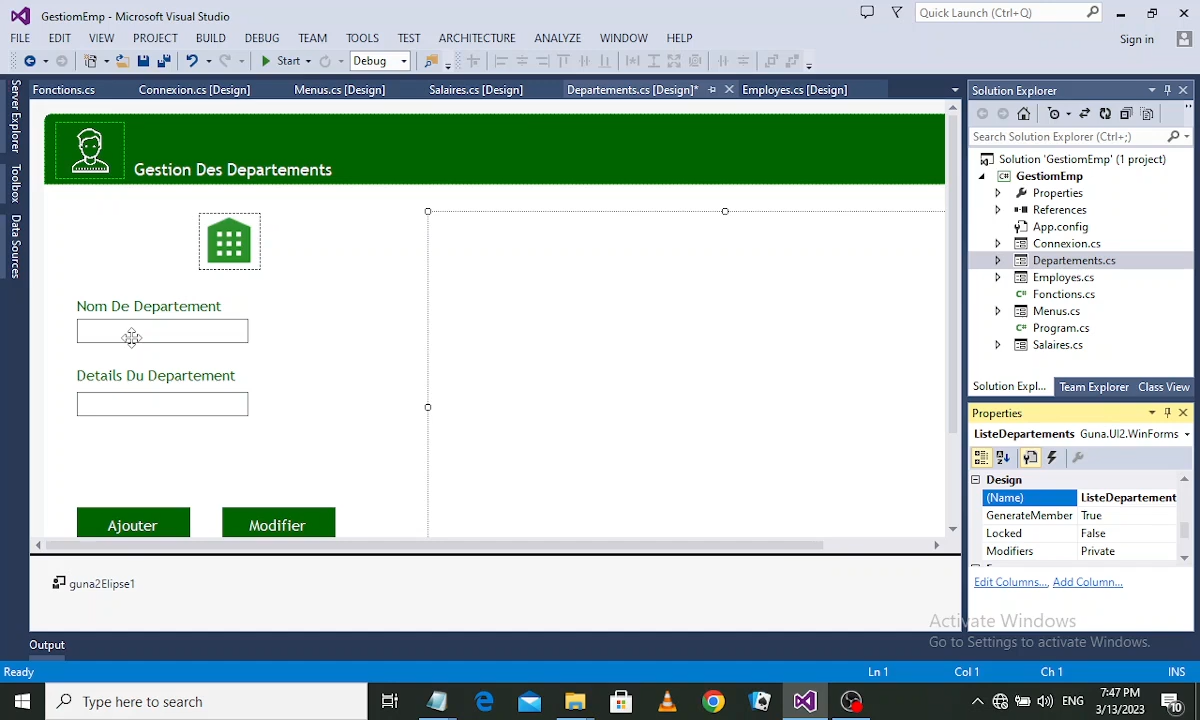 GestiomEmp - Microsoft Visual Studio
Quick Launch (Ctrl+Q)
FILE EDIT VIEW PROJECT BUILD DEBUG TEAM TOOLS TEST ARCHITECTURE ANALYZE WINDOW HELP
Sign in
Start
Debug
Server Explorer
Toolbox
Data Sources
Fonctions.cs
Connexion.cs [Design]
Menus.cs [Design]
Salaires.cs [Design]
Departements.cs [Design]*
Employes.cs [Design]
Gestion Des Departements
Nom De Departement
Details Du Departement
Ajouter
Modifier
guna2Elipse1
Solution Explorer
Search Solution Explorer (Ctrl+;)
Solution 'GestiomEmp' (1 project)
GestiomEmp
Properties
References
App.config
Connexion.cs
Departements.cs
Employes.cs
Fonctions.cs
Menus.cs
Program.cs
Salaires.cs
Solution Expl... Team Explorer Class View
Properties
ListeDepartements Guna.UI2.WinForms
Design
(Name) ListeDepartement
GenerateMember True
Locked False
Modifiers Private
Edit Columns..., Add Column...
Activate Windows
Go to Settings to activate Windows.
Output
Ready
Ln 1
Col 1
Ch 1
INS
Type here to search
ENG
7:47 PM
3/13/2023
10